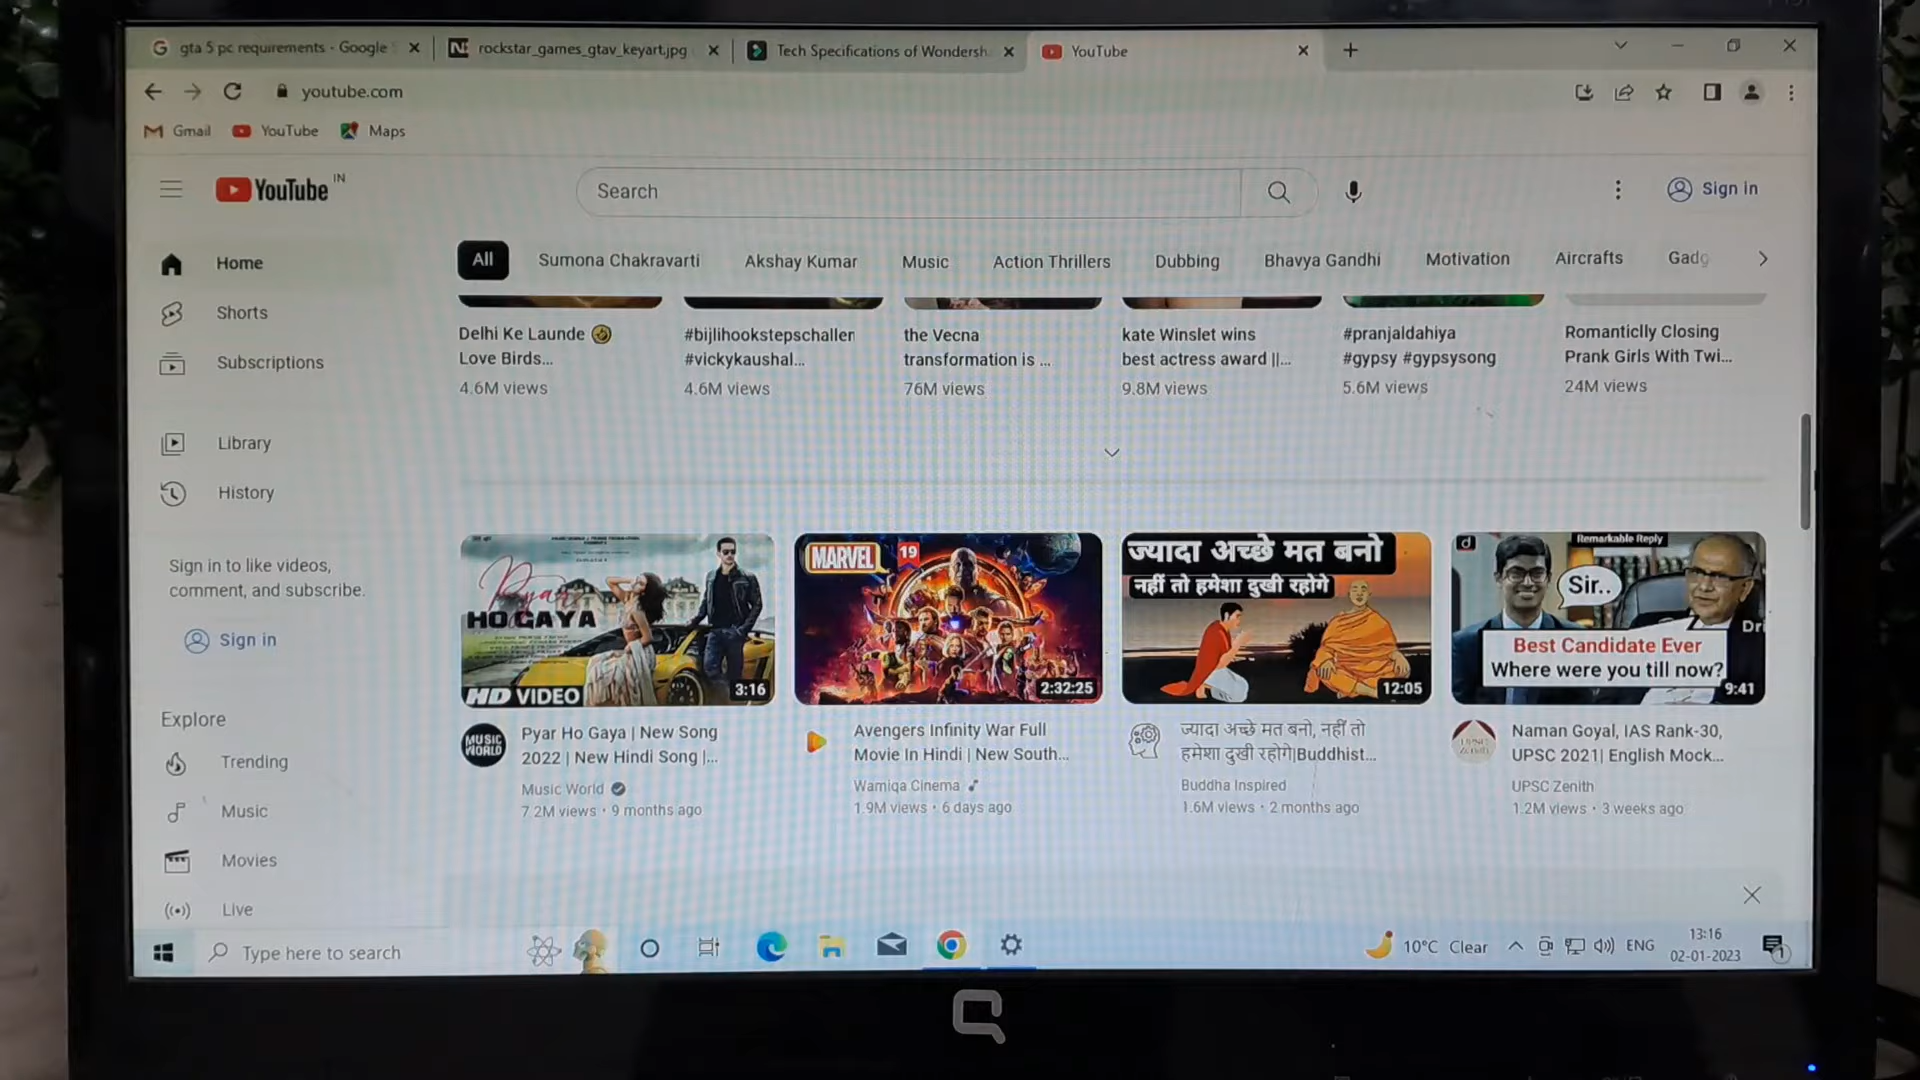 gta 5 pc requirements - Google
rockstar_games_gtav_keyart.jpg
Tech Specifications of Wondersh
YouTube
youtube.com
Gmail
YouTube
Maps
YouTube IN
Search
Sign in
Home
Shorts
Subscriptions
Library
History
Sign in to like videos,
comment, and subscribe.
Sign in
Explore
Trending
Music
Movies
Live
All
Sumona Chakravarti
Akshay Kumar
Music
Action Thrillers
Dubbing
Bhavya Gandhi
Motivation
Aircrafts
Gadg
Delhi Ke Launde 🤣
Love Birds...
4.6M views
#bijlihookstepschallen
#vickykaushal...
4.6M views
the Vecna
transformation is ...
76M views
kate Winslet wins
best actress award ||...
9.8M views
#pranjaldahiya
#gypsy #gypsysong
5.6M views
Romanticlly Closing
Prank Girls With Twi...
24M views
Pyar
HO GAYA
HD VIDEO
3:16
MUSIC
WORLD
Pyar Ho Gaya | New Song
2022 | New Hindi Song |...
Music World
7.2M views • 9 months ago
MARVEL
19
2:32:25
Avengers Infinity War Full
Movie In Hindi | New South...
Wamiqa Cinema
1.9M views • 6 days ago
ज्यादा अच्छे मत बनो
नहीं तो हमेशा दुखी रहोगे
12:05
ज्यादा अच्छे मत बनो, नहीं तो
हमेशा दुखी रहोगे|Buddhist...
Buddha Inspired
1.6M views • 2 months ago
Remarkable Reply
Sir..
Dri
Best Candidate Ever
Where were you till now?
9:41
Naman Goyal, IAS Rank-30,
UPSC 2021| English Mock...
UPSC Zenith
1.2M views • 3 weeks ago
Type here to search
10°C Clear
ENG
13:16
02-01-2023
1